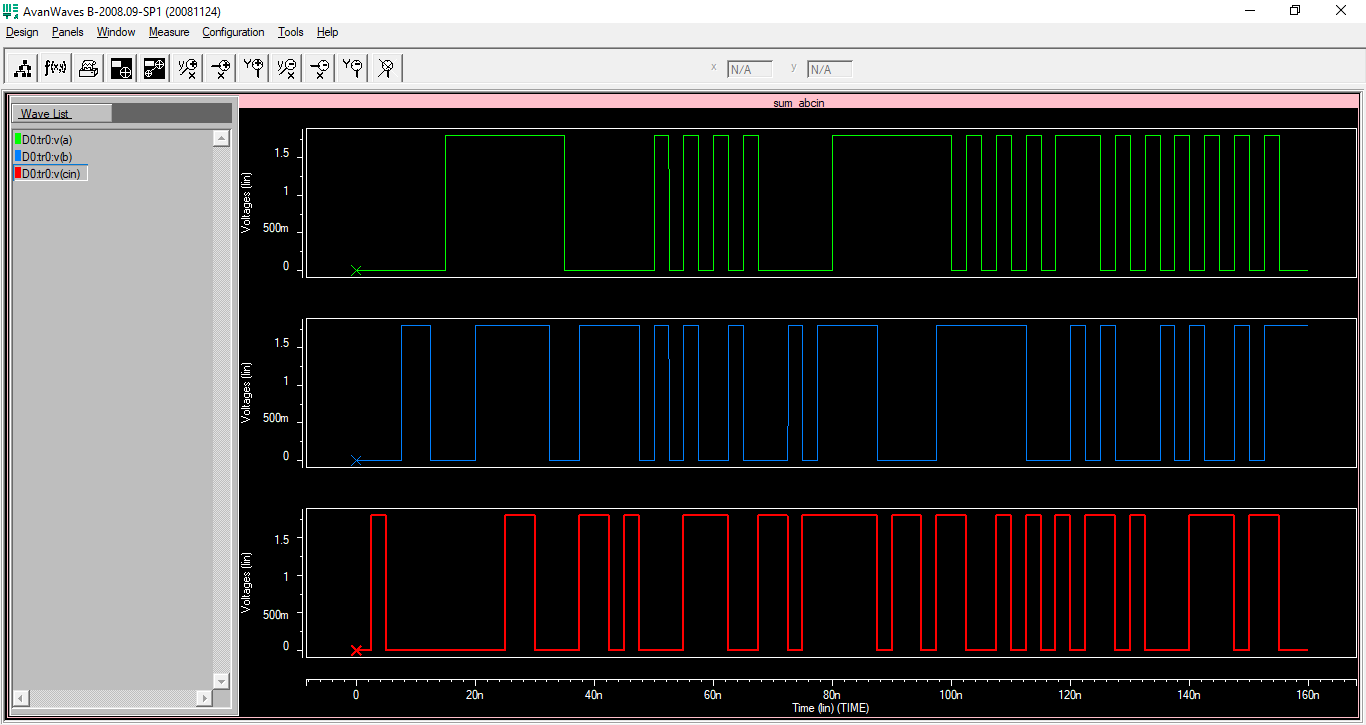 AvanWaves B-2008.09-SP1 (20081124)
Design Panels Window Measure Configuration Tools Help
f(x)
x N/A y N/A
Wave List
D0:tr0:v(a)
D0:tr0:v(b)
D0:tr0:v(cin)
sum_abcin
Voltages (lin)
1.5
1
500m
0
Voltages (lin)
1.5
1
500m
0
Voltages (lin)
1.5
1
500m
0
0 20n 40n 60n 80n 100n 120n 140n 160n
Time (lin) (TIME)